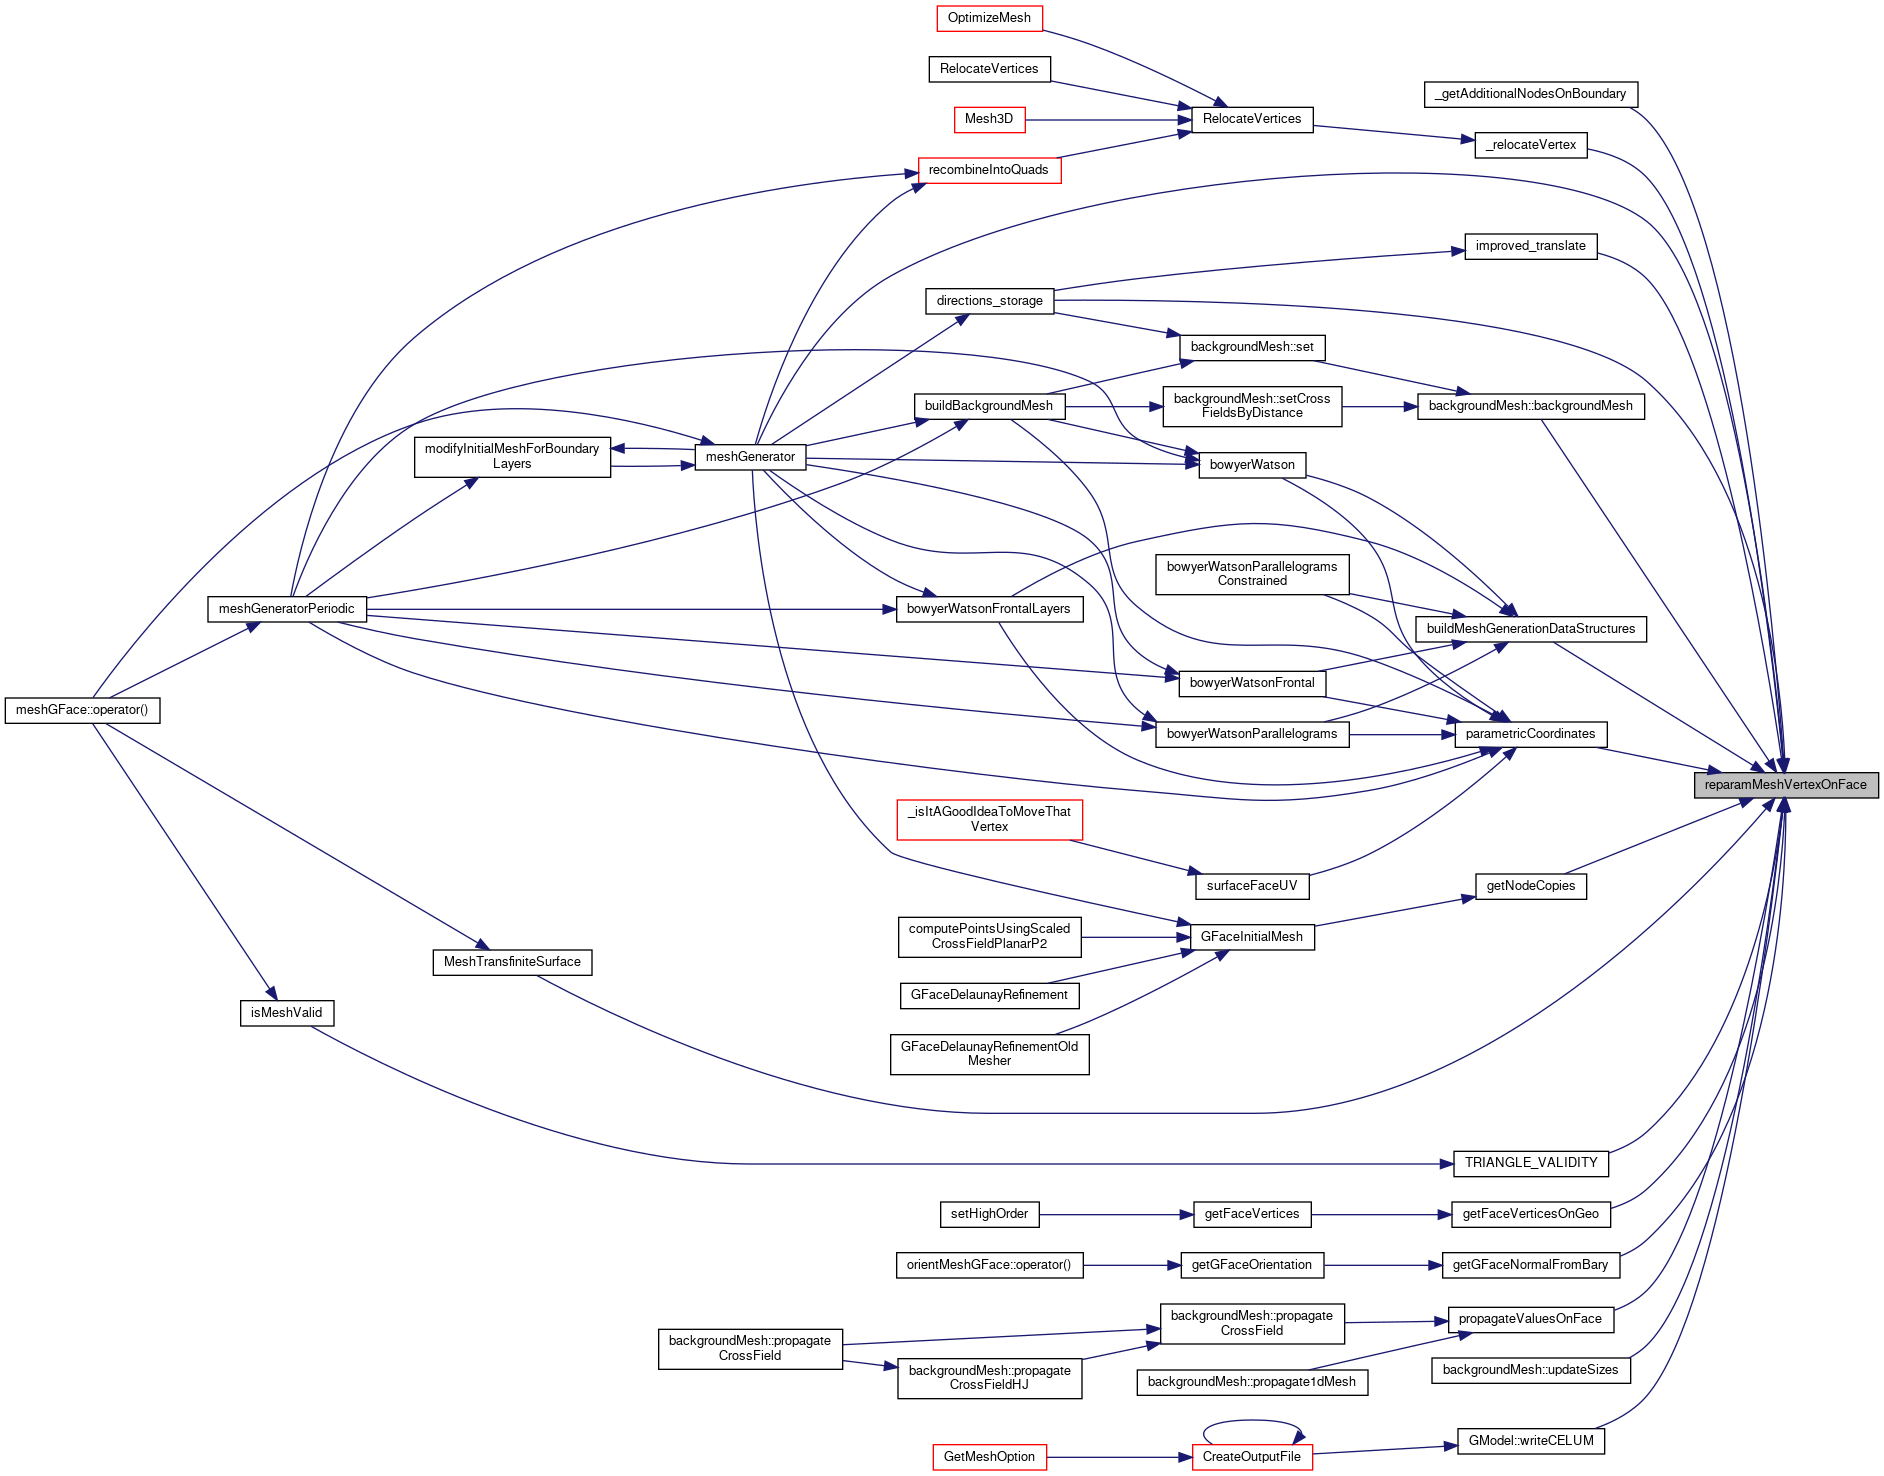 OptimizeMesh
RelocateVertices
_getAdditionalNodesOnBoundary
Mesh3D
RelocateVertices
_relocateVertex
recombineIntoQuads
improved_translate
directions_storage
backgroundMesh::set
buildBackgroundMesh
backgroundMesh::setCross
FieldsByDistance
backgroundMesh::backgroundMesh
modifyInitialMeshForBoundary
Layers
meshGenerator
bowyerWatson
bowyerWatsonParallelograms
Constrained
meshGeneratorPeriodic
bowyerWatsonFrontalLayers
buildMeshGenerationDataStructures
bowyerWatsonFrontal
meshGFace::operator()
bowyerWatsonParallelograms
parametricCoordinates
reparamMeshVertexOnFace
_isItAGoodIdeaToMoveThat
Vertex
surfaceFaceUV
getNodeCopies
computePointsUsingScaled
CrossFieldPlanarP2
GFaceInitialMesh
MeshTransfiniteSurface
GFaceDelaunayRefinement
isMeshValid
GFaceDelaunayRefinementOld
Mesher
TRIANGLE_VALIDITY
setHighOrder
getFaceVertices
getFaceVerticesOnGeo
orientMeshGFace::operator()
getGFaceOrientation
getGFaceNormalFromBary
backgroundMesh::propagate
CrossField
backgroundMesh::propagate
CrossField
propagateValuesOnFace
backgroundMesh::propagate
CrossFieldHJ
backgroundMesh::propagate1dMesh
backgroundMesh::updateSizes
GetMeshOption
CreateOutputFile
GModel::writeCELUM